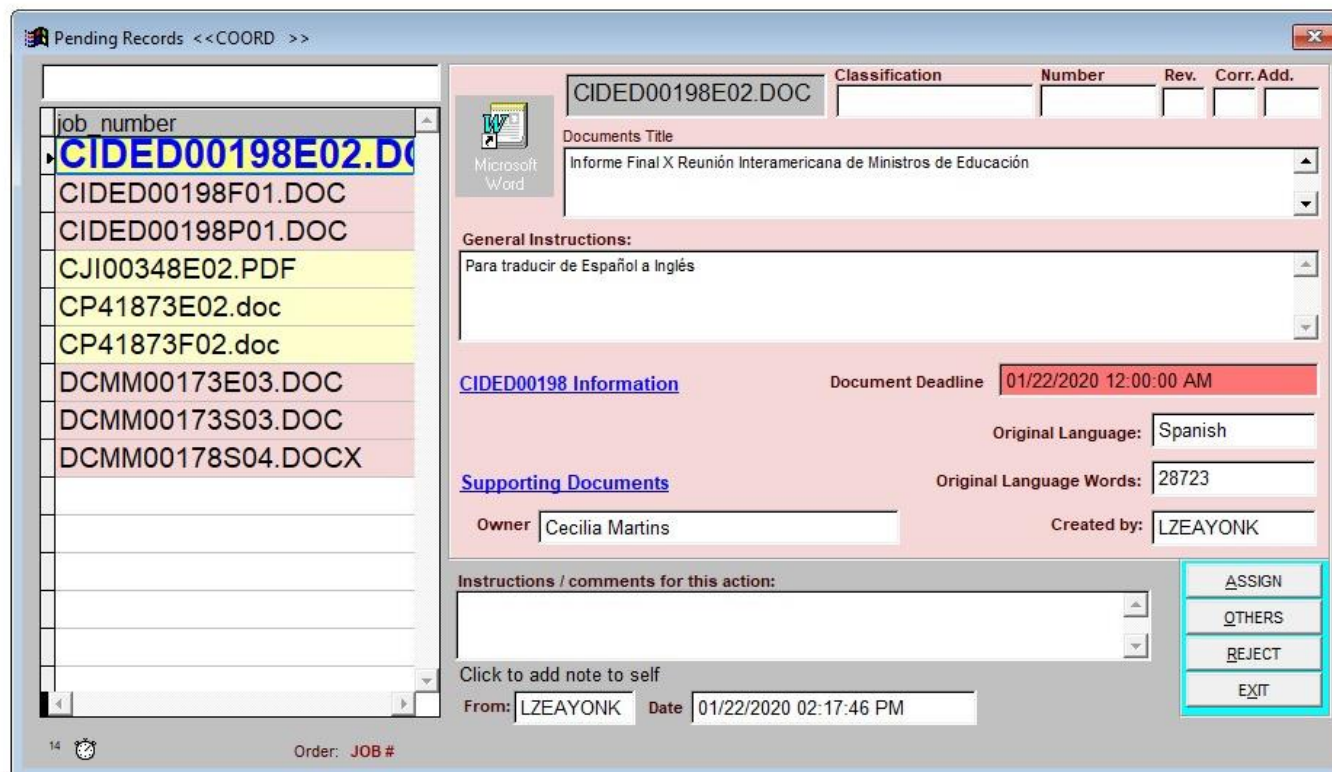 Pending Records <<COORD >>
job_number
CIDED00198E02.DO
CIDED00198F01.DOC
CIDED00198P01.DOC
CJI00348E02.PDF
CP41873E02.doc
CP41873F02.doc
DCMM00173E03.DOC
DCMM00173S03.DOC
DCMM00178S04.DOCX
14
Order: JOB #
Microsoft
Word
CIDED00198E02.DOC
Classification Number Rev. Corr. Add.
Documents Title
Informe Final X Reunión Interamericana de Ministros de Educación
General Instructions:
Para traducir de Español a Inglés
CIDED00198 Information
Document Deadline 01/22/2020 12:00:00 AM
Original Language: Spanish
Supporting Documents
Original Language Words: 28723
Owner Cecilia Martins
Created by: LZEAYONK
Instructions / comments for this action:
Click to add note to self
From: LZEAYONK Date 01/22/2020 02:17:46 PM
ASSIGN
OTHERS
REJECT
EXIT